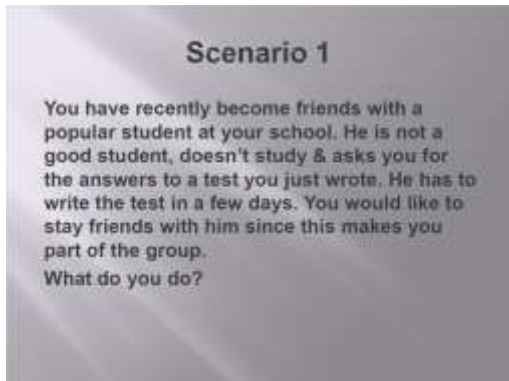 Scenario 1
You have recently become friends with a
popular student at your school. He is not a
good student, doesn't study & asks you for
the answers to a test you just wrote. He has to
write the test in a few days. You would like to
stay friends with him since this makes you
part of the group.
What do you do?